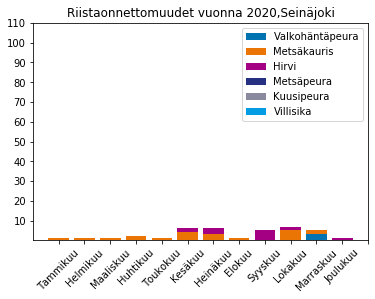 Riistaonnettomuudet vuonna 2020,Seinäjoki
110
100
90
80
70
60
50
40
30
20
10
Valkohäntäpeura
Metsäkauris
Hirvi
Metsäpeura
Kuusipeura
Villisika
Tammikuu
Helmikuu
Maaliskuu
Huhtikuu
Toukokuu
Kesäkuu
Heinäkuu
Elokuu
Syyskuu
Lokakuu
Marraskuu
Joulukuu